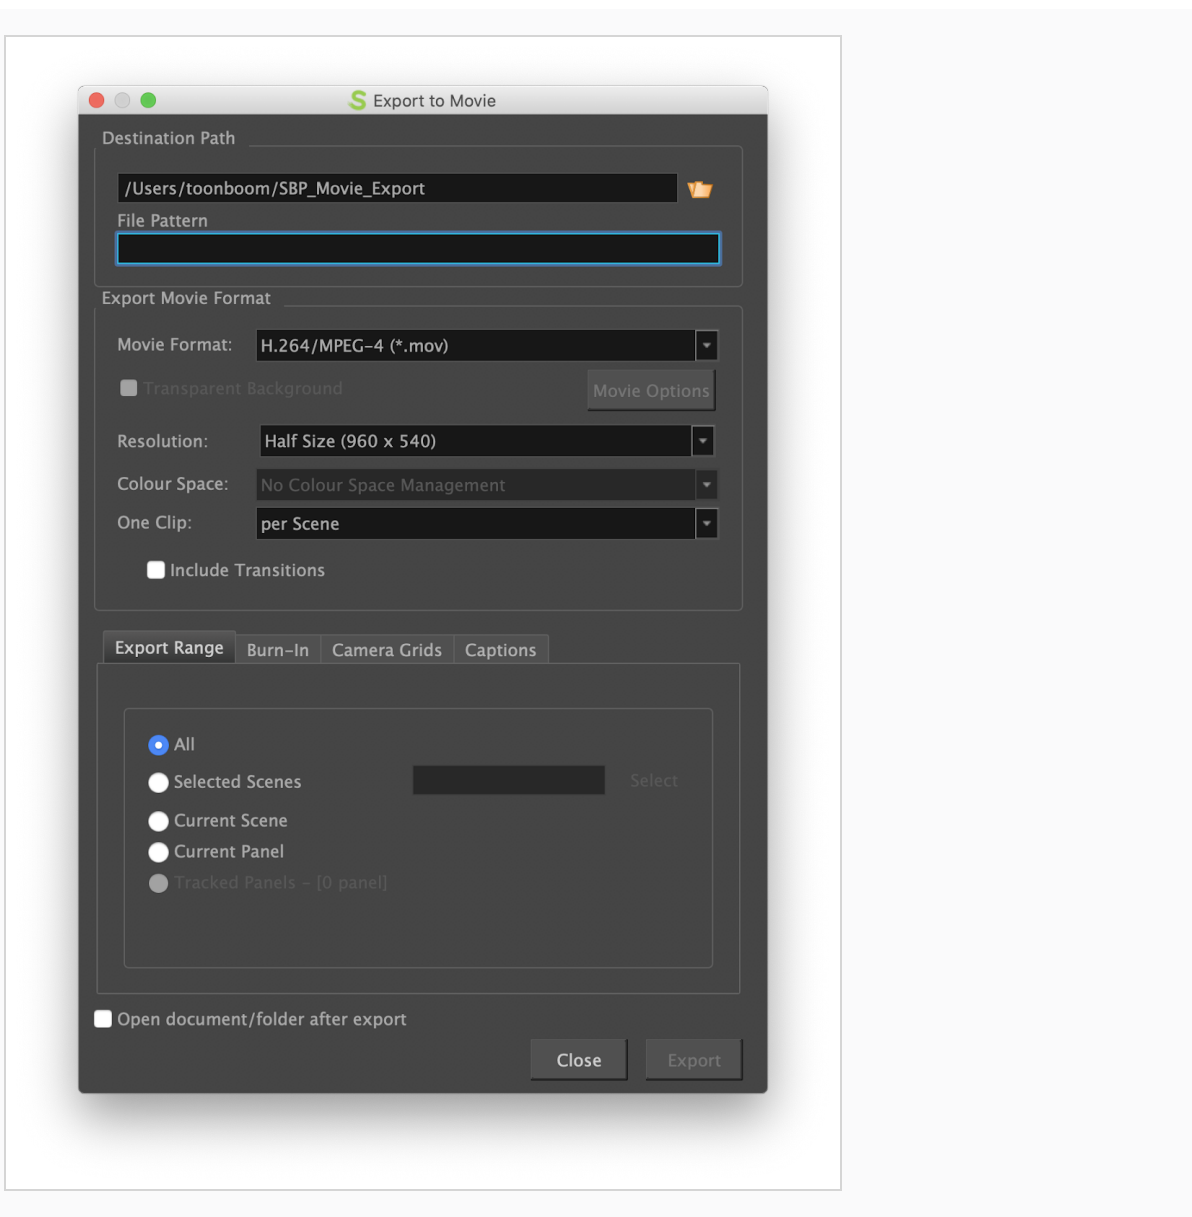 Export to Movie
Destination Path
/Users/toonboom/SBP_Movie_Export
File Pattern
Export Movie Format
Movie Format: H.264/MPEG-4 (*.mov)
Transparent Background Movie Options
Resolution: Half Size (960 x 540)
Colour Space: No Colour Space Management
One Clip: per Scene
Include Transitions
Export Range Burn-In Camera Grids Captions
All
Selected Scenes Select
Current Scene
Current Panel
Tracked Panels - [0 panel]
Open document/folder after export
Close Export